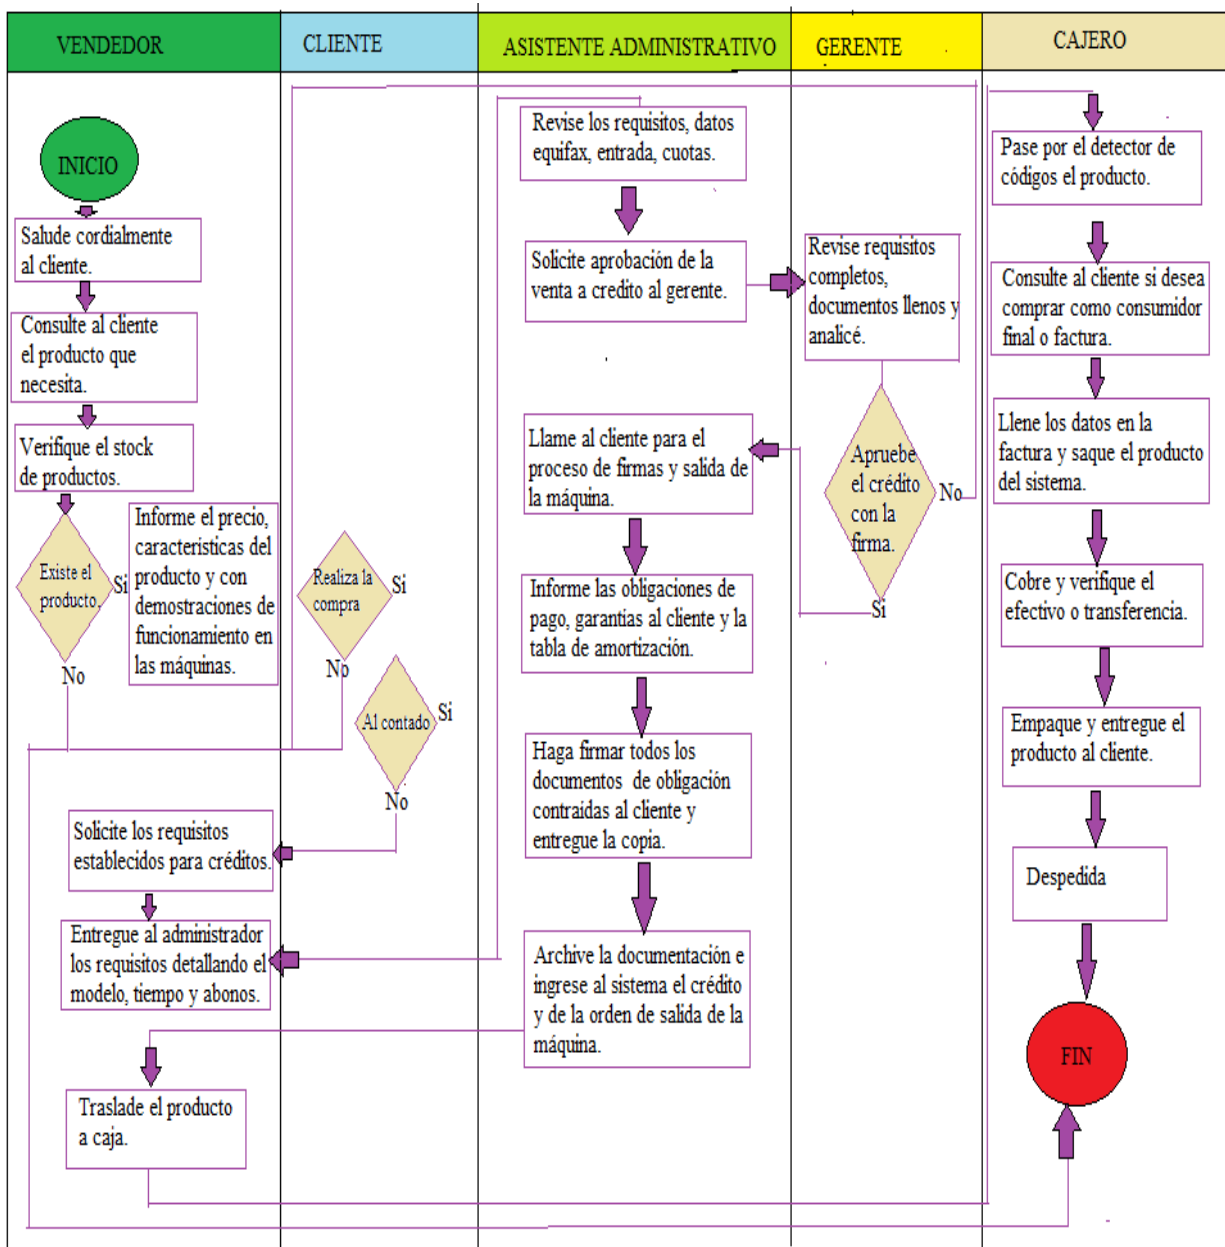 VENDEDOR
CLIENTE
ASISTENTE ADMINISTRATIVO
GERENTE
CAJERO
INICIO
Salude cordialmente
al cliente.
Consulte al cliente
el producto que
necesita.
Verifique el stock
de productos.
Existe el
producto,
Si
No
Informe el precio,
caracteristicas del
producto y con
demostraciones de
funcionamiento en
las máquinas.
Realiza la
compra
Si
No
Al contado
Si
No
Solicite los requisitos
establecidos para créditos.
Entregue al administrador
los requisitos detallando el
modelo, tiempo y abonos.
Traslade el producto
a caja.
Revise los requisitos, datos
equifax, entrada, cuotas.
Solicite aprobación de la
venta a credito al gerente.
Llame al cliente para el
proceso de firmas y salida de
la máquina.
Informe las obligaciones de
pago, garantias al cliente y la
tabla de amortización.
Haga firmar todos los
documentos de obligación
contraidas al cliente y
entregue la copia.
Archive la documentación e
ingrese al sistema el crédito
y de la orden de salida de la
máquina.
Revise requisitos
completos,
documentos llenos y
analicé.
Apruebe
el crédito
con la
firma.
No
Si
Pase por el detector de
códigos el producto.
Consulte al cliente si desea
comprar como consumidor
final o factura.
Llene los datos en la
factura y saque el producto
del sistema.
Cobre y verifique el
efectivo o transferencia.
Empaque y entregue el
producto al cliente.
Despedida
FIN